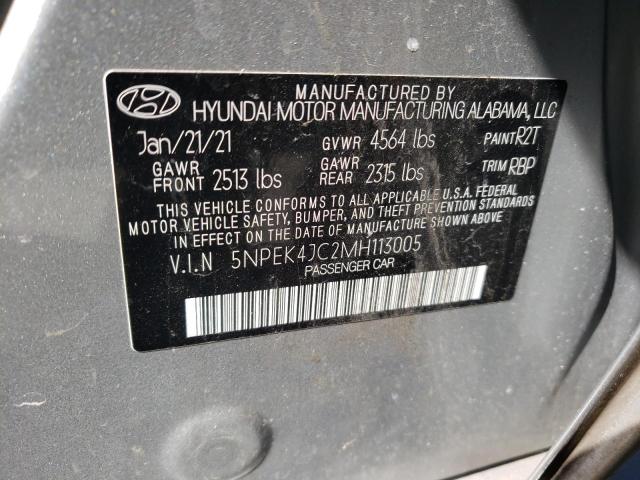 MANUFACTURED BY
HYUNDAI MOTOR MANUFACTURING ALABAMA, LLC
Jan/21/21 GVWR 4564 lbs PAINT R2T
GAWR FRONT 2513 lbs GAWR REAR 2315 lbs TRIM RBP
THIS VEHICLE CONFORMS TO ALL APPLICABLE U.S.A. FEDERAL
MOTOR VEHICLE SAFETY, BUMPER, AND THEFT PREVENTION STANDARDS
IN EFFECT ON THE DATE OF MANUFACTURE SHOWN ABOVE
V.I.N 5NPEK4JC2MH113005
PASSENGER CAR